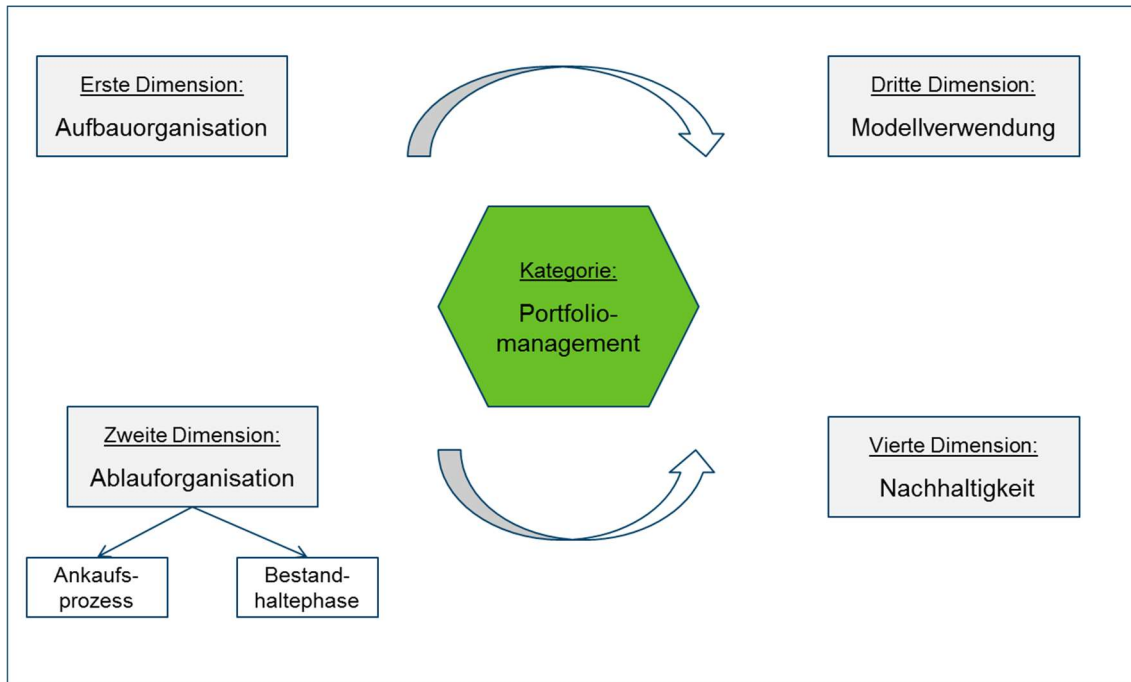 Erste Dimension:
Aufbauorganisation
Dritte Dimension:
Modellverwendung
Kategorie:
Portfolio-
management
Zweite Dimension:
Ablauforganisation
Ankaufs-
prozess
Bestand-
haltephase
Vierte Dimension:
Nachhaltigkeit